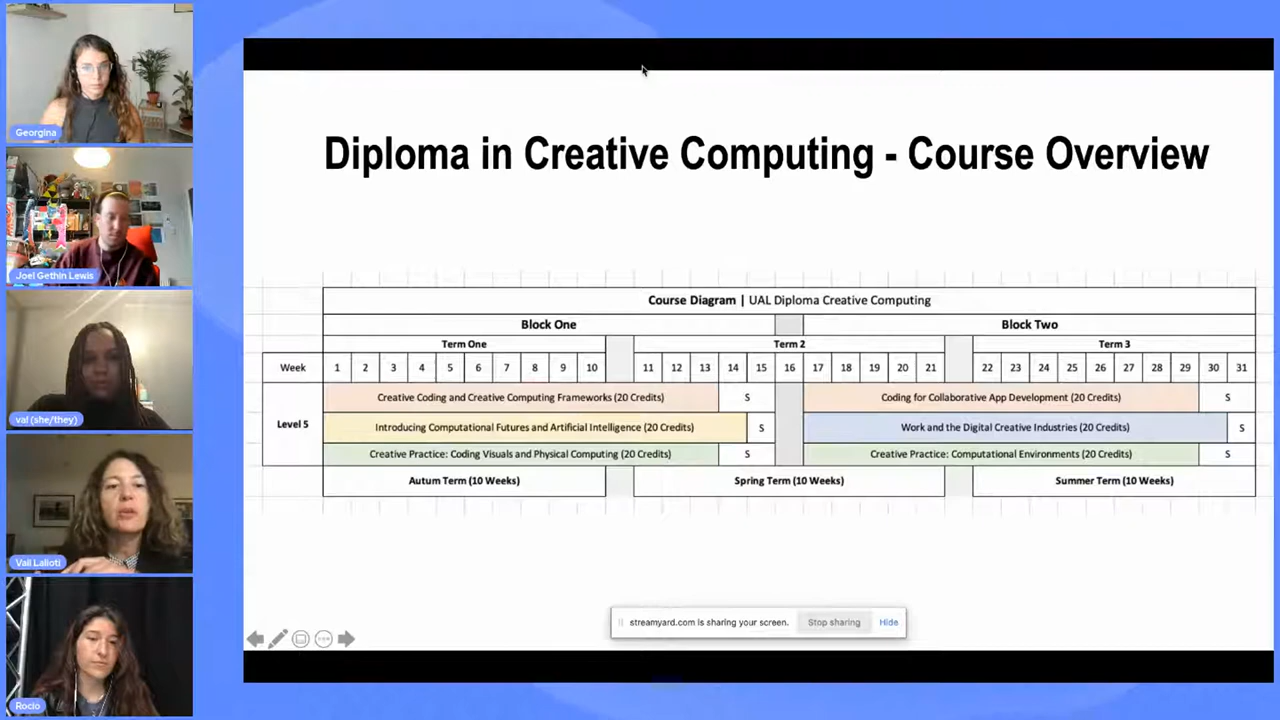 Georgina
Joel Gethin Lewis
val (she/they)
Vali Lalioti
Rocio
Diploma in Creative Computing - Course Overview
Course Diagram | UAL Diploma Creative Computing
Block One Block Two
Term One Term 2 Term 3
Week 1 2 3 4 5 6 7 8 9 10 11 12 13 14 15 16 17 18 19 20 21 22 23 24 25 26 27 28 29 30 31
Creative Coding and Creative Computing Frameworks (20 Credits) S Coding for Collaborative App Development (20 Credits) S
Level 5 Introducing Computational Futures and Artificial Intelligence (20 Credits) S Work and the Digital Creative Industries (20 Credits) S
Creative Practice: Coding Visuals and Physical Computing (20 Credits) S Creative Practice: Computational Environments (20 Credits) S
Autum Term (10 Weeks) Spring Term (10 Weeks) Summer Term (10 Weeks)
streamyard.com is sharing your screen. Stop sharing Hide